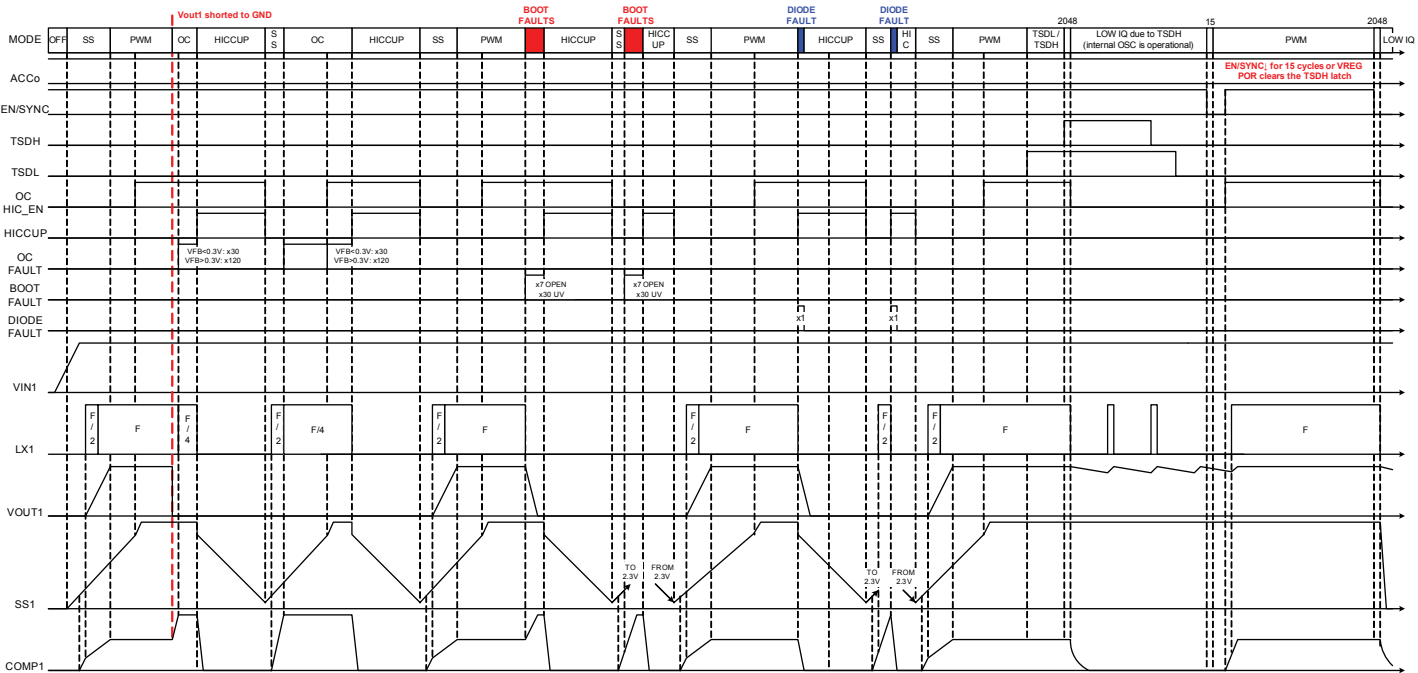 Vout1 shorted to GND
BOOT
FAULTS
BOOT
FAULTS
DIODE
FAULT
DIODE
FAULT
2048
15
2048
MODE
OFF
SS
PWM
OC
HICCUP
S
S
OC
HICCUP
SS
PWM
HICCUP
S
S
HICC
UP
SS
PWM
HICCUP
SS
HI
C
SS
PWM
TSDL /
TSDH
LOW IQ due to TSDH
(internal OSC is operational)
PWM
LOW IQ
ACCo
EN/SYNC↓ for 15 cycles or VREG
POR clears the TSDH latch
EN/SYNC
TSDH
TSDL
OC
HIC_EN
HICCUP
VFB<0.3V: x30
VFB>0.3V: x120
VFB<0.3V: x30
VFB>0.3V: x120
OC
FAULT
x7 OPEN
x30 UV
x7 OPEN
x30 UV
BOOT
FAULT
x1
x1
DIODE
FAULT
VIN1
F
/
2
F
F
/
4
F
/
2
F/4
F
/
2
F
F
/
2
F
F
/
2
F
/
2
F
F
LX1
VOUT1
TO
2.3V
FROM
2.3V
TO
2.3V
FROM
2.3V
SS1
COMP1